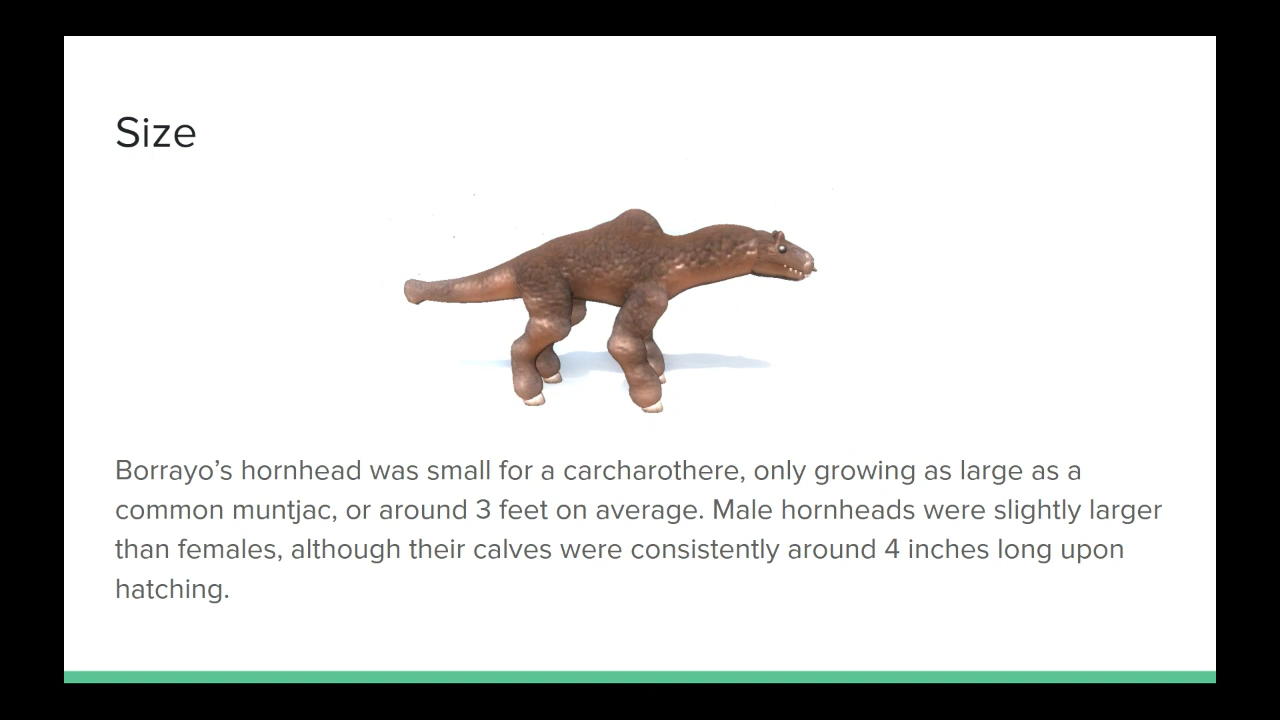 Size
Borrayo’s hornhead was small for a carcharothere, only growing as large as a
common muntjac, or around 3 feet on average. Male hornheads were slightly larger
than females, although their calves were consistently around 4 inches long upon
hatching.